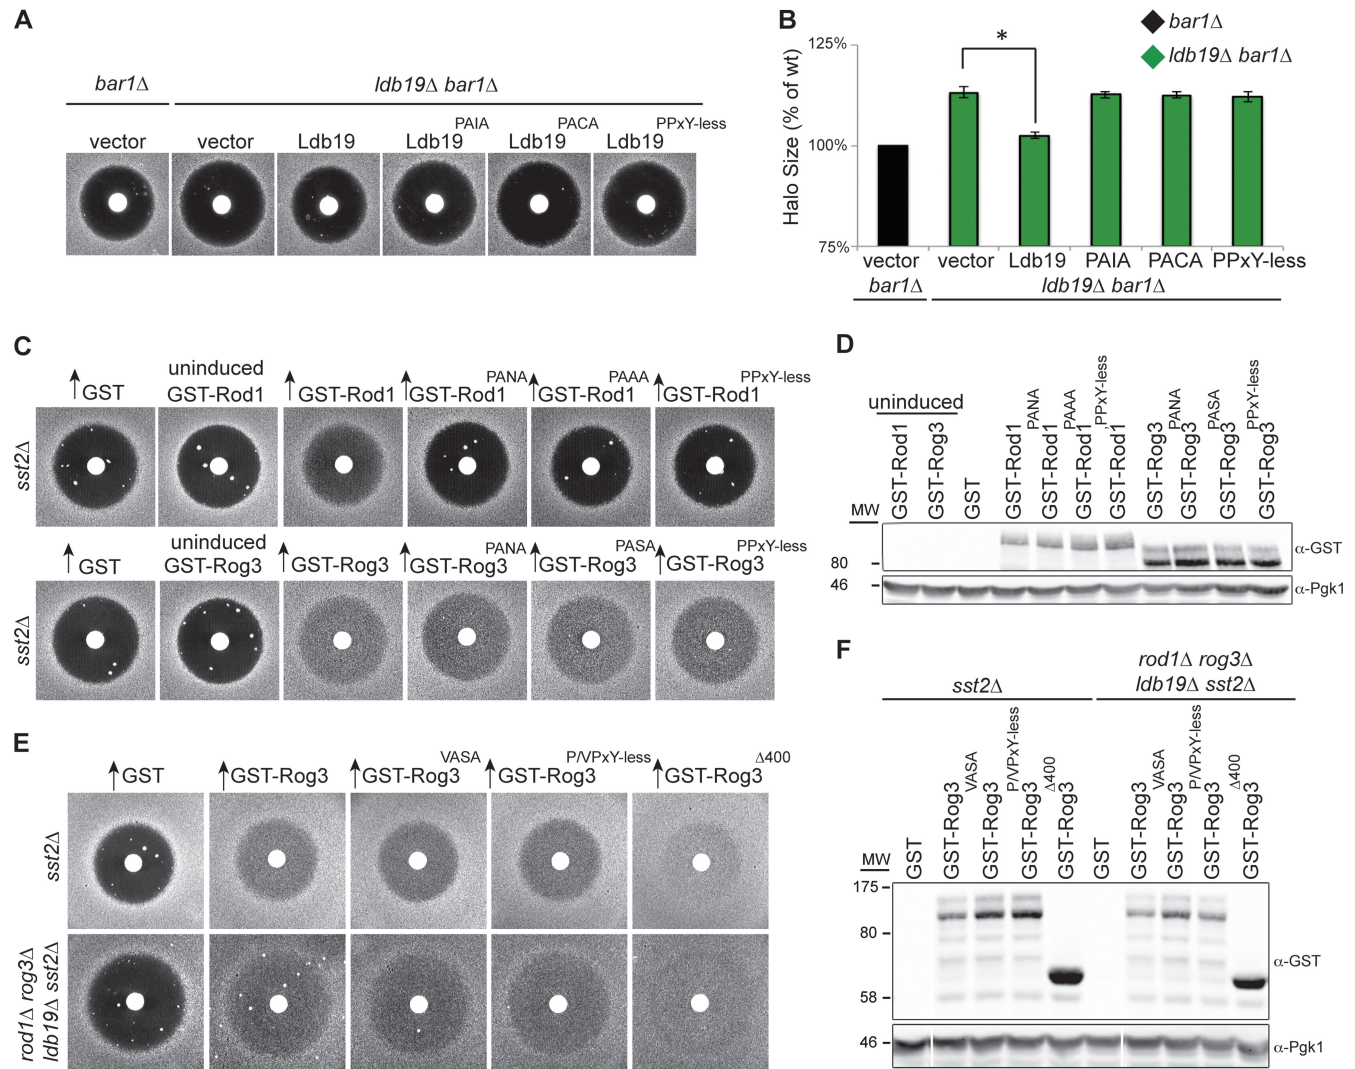 A
bar1Δ
ldb19Δ bar1Δ
vector
vector
Ldb19
Ldb19 PAIA
Ldb19 PACA
Ldb19 PPxY-less
B
bar1Δ
ldb19Δ bar1Δ
Halo Size (% of wt)
125%
100%
75%
*
vector
vector
Ldb19
PAIA
PACA
PPxY-less
bar1Δ
ldb19Δ bar1Δ
C
sst2Δ
↑GST
uninduced
GST-Rod1
↑GST-Rod1
↑GST-Rod1 PANA
↑GST-Rod1 PAAA
↑GST-Rod1 PPxY-less
sst2Δ
↑GST
uninduced
GST-Rog3
↑GST-Rog3
↑GST-Rog3 PANA
↑GST-Rog3 PASA
↑GST-Rog3 PPxY-less
D
uninduced
GST-Rod1
GST-Rog3
GST
GST-Rod1
GST-Rod1 PANA
GST-Rod1 PAAA
GST-Rod1 PPxY-less
GST-Rog3
GST-Rog3 PANA
GST-Rog3 PASA
GST-Rog3 PPxY-less
MW
80
46
α-GST
α-Pgk1
E
↑GST
↑GST-Rog3
↑GST-Rog3 VASA
↑GST-Rog3 P/VPxY-less
↑GST-Rog3 Δ400
sst2Δ
rod1Δ rog3Δ
ldb19Δ sst2Δ
F
sst2Δ
rod1Δ rog3Δ
ldb19Δ sst2Δ
GST
GST-Rog3
GST-Rog3 VASA
GST-Rog3 P/VPxY-less
GST-Rog3 Δ400
GST
GST-Rog3
GST-Rog3 VASA
GST-Rog3 P/VPxY-less
GST-Rog3 Δ400
MW
175
80
58
46
α-GST
α-Pgk1